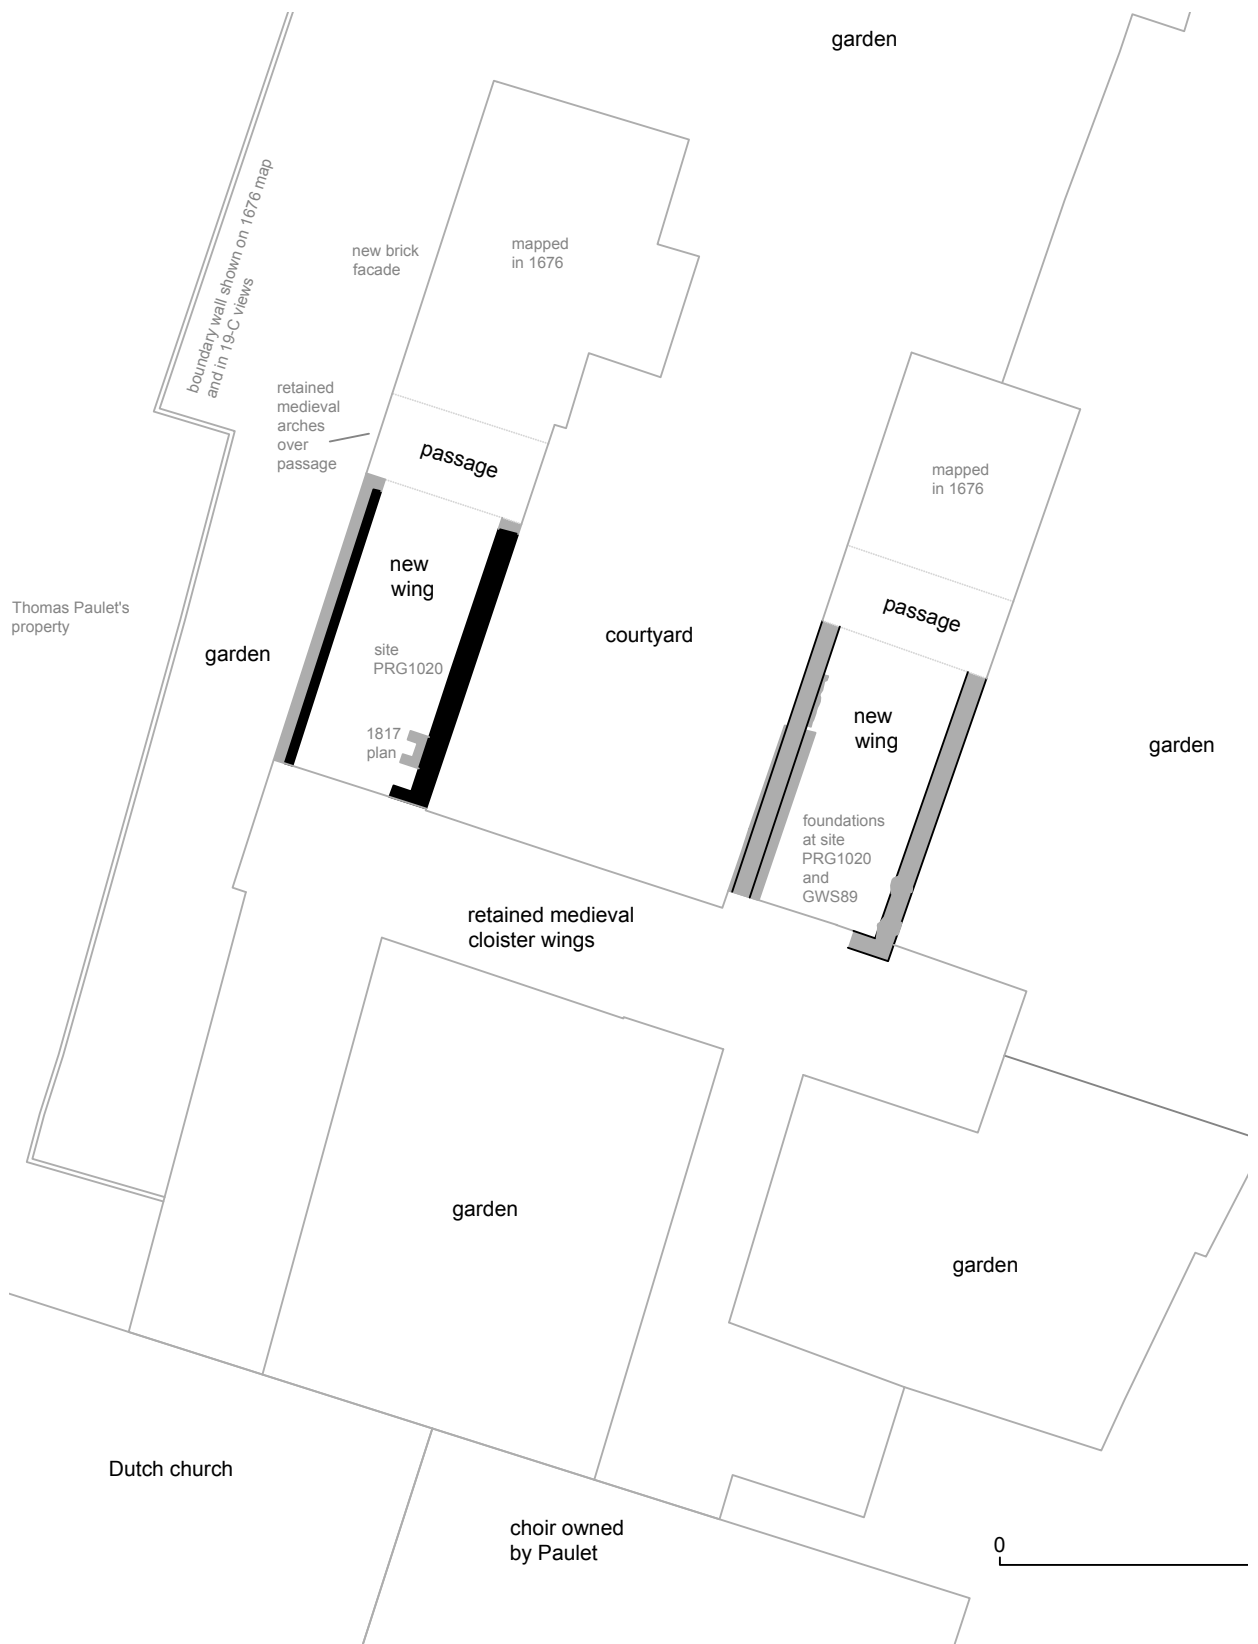 garden
boundary wall shown on 1676 map
and in 19-C views
new brick
facade
mapped
in 1676
retained
medieval
arches
over
passage
passage
mapped
in 1676
new
wing
Thomas Paulet's
property
passage
garden
site
PRG1020
courtyard
1817
plan
new
wing
garden
foundations
at site
PRG1020
and
GWS89
retained medieval
cloister wings
garden
garden
Dutch church
choir owned
by Paulet
0